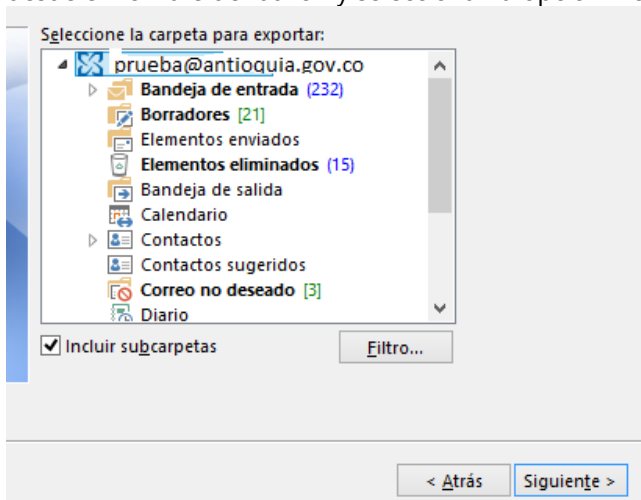 Seleccione la carpeta para exportar:
prueba@antioquia.gov.co
Bandeja de entrada (232)
Borradores [21]
Elementos enviados
Elementos eliminados (15)
Bandeja de salida
Calendario
Contactos
Contactos sugeridos
Correo no deseado [3]
Diario
Incluir subcarpetas
Filtro...
< Atrás
Siguiente >